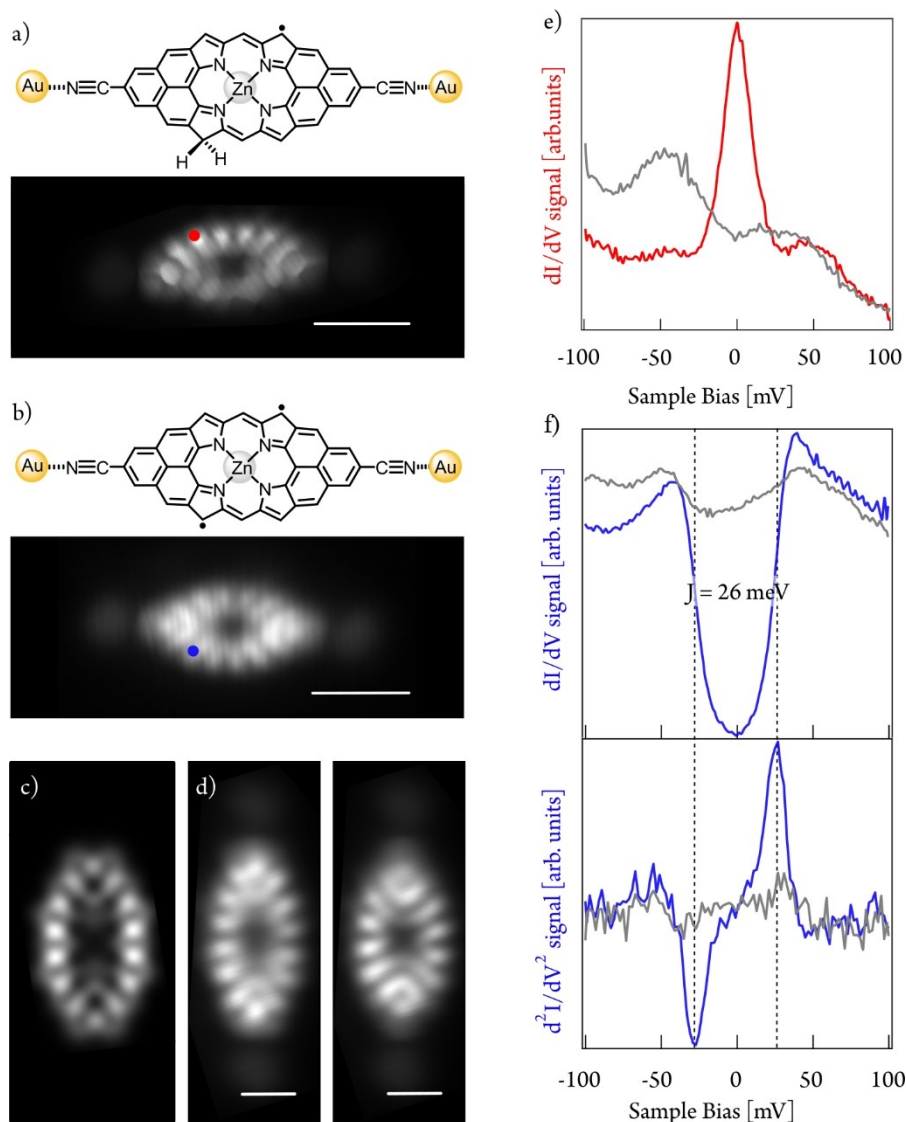 a)
Au
N≡C
N
N
Zn
N
N
C≡N
Au
H
H
b)
Au
N≡C
N
N
Zn
N
N
C≡N
Au
c)
d)
e)
dI/dV signal [arb.units]
-100
-50
0
50
100
Sample Bias [mV]
f)
dI/dV signal [arb. units]
J = 26 meV
d²I/dV² signal [arb. units]
-100
-50
0
50
100
Sample Bias [mV]